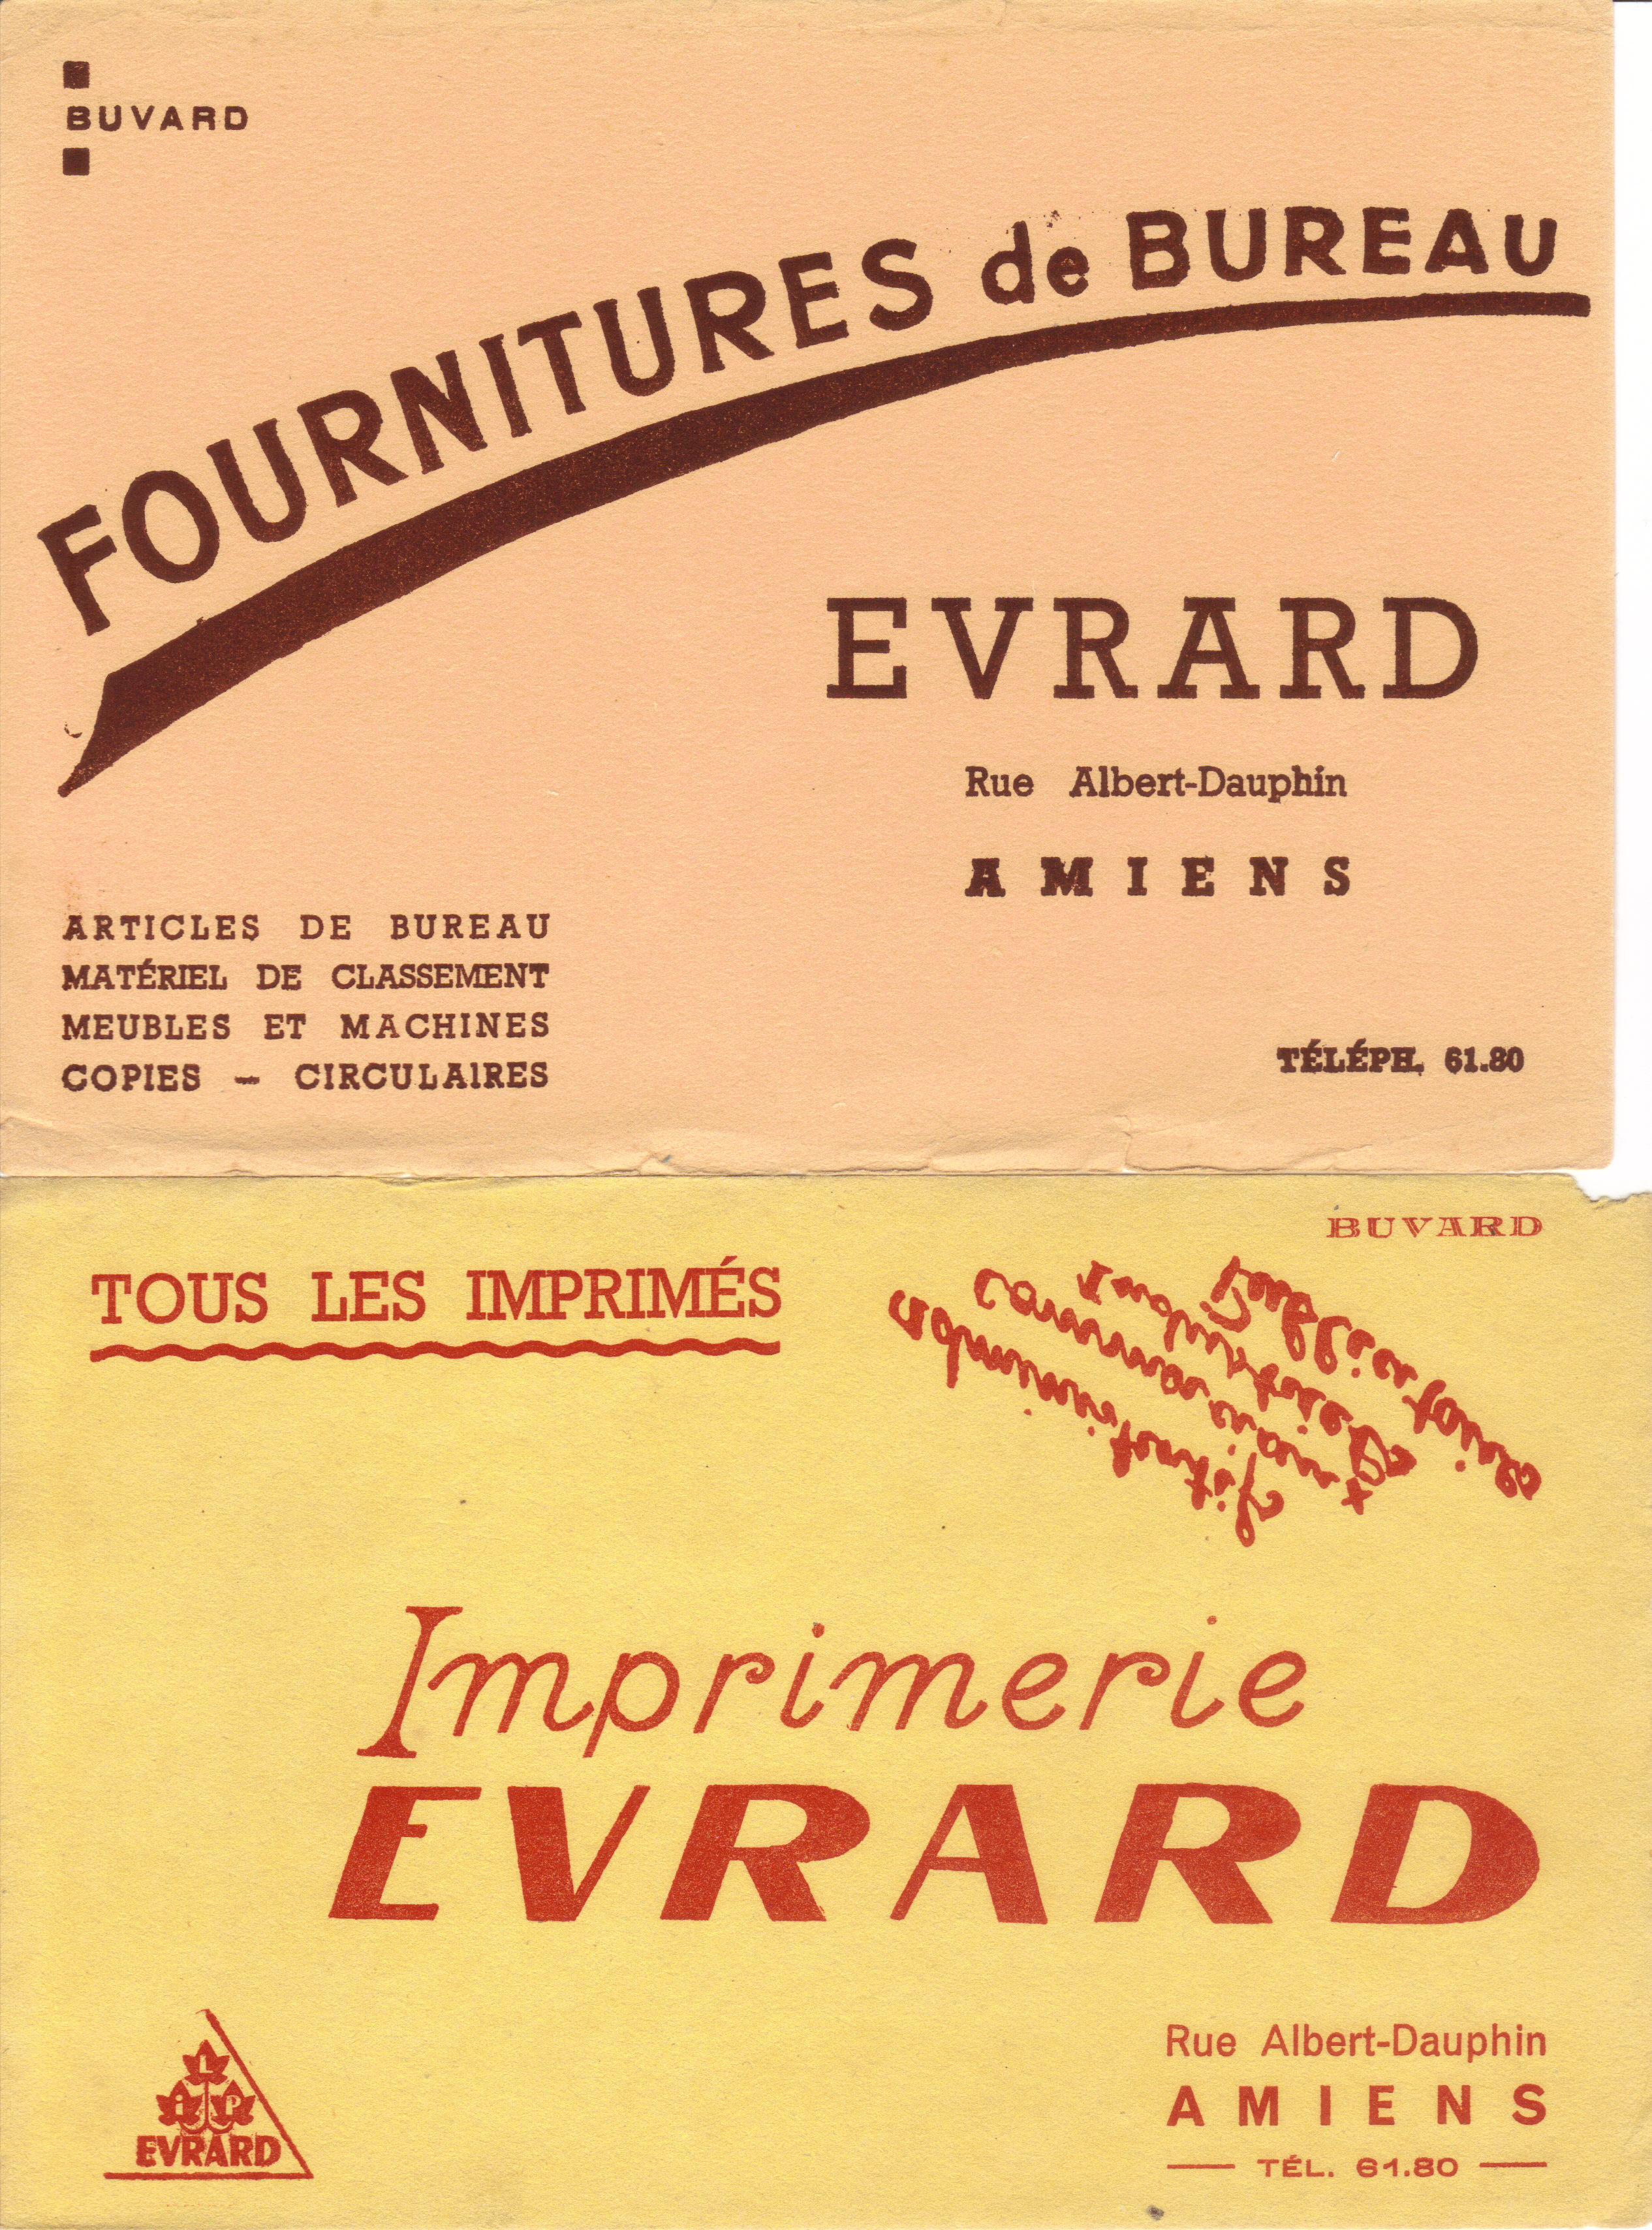 BUVARD
FOURNITURES de BUREAU
EVRARD
Rue Albert-Dauphin
AMIENS
ARTICLES DE BUREAU
MATÉRIEL DE CLASSEMENT
MEUBLES ET MACHINES
COPIES - CIRCULAIRES
TÉLÉPH. 61.80
BUVARD
TOUS LES IMPRIMÉS
Imprimerie
EVRARD
L
i P
EVRARD
Rue Albert-Dauphin
AMIENS
TÉL. 61.80